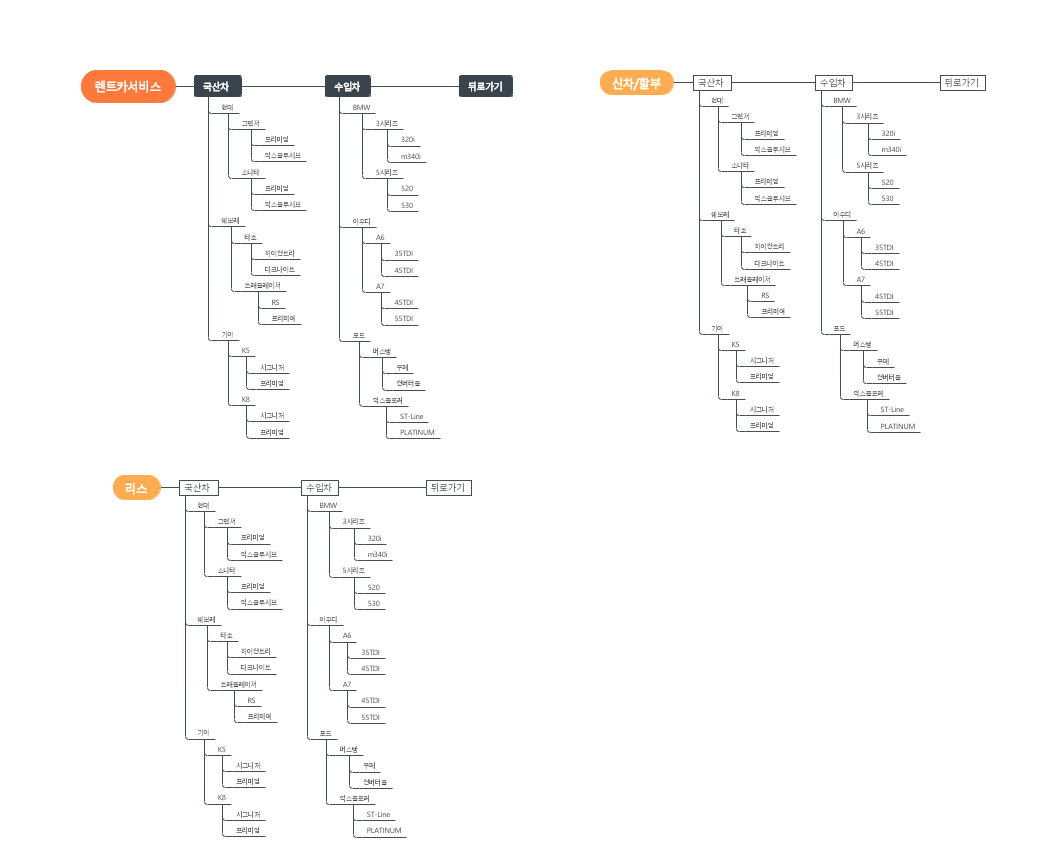 렌트카서비스
국산차
수입차
뒤로가기
현대
그랜저
프리미엄
익스클루시브
소나타
프리미엄
익스클루시브
쉐보레
타호
하이컨트리
다크나이트
트래블레이저
RS
프리미어
기아
K5
시그니처
프리미엄
K8
시그니처
프리미엄
BMW
3시리즈
320i
m340i
5시리즈
520
530
아우디
A6
35TDI
45TDI
A7
45TDI
55TDI
포드
머스탱
쿠페
컨버터블
익스플로러
ST-Line
PLATINUM
신차/할부
국산차
수입차
뒤로가기
현대
그랜저
프리미엄
익스클루시브
소나타
프리미엄
익스클루시브
쉐보레
타호
하이컨트리
다크나이트
트래블레이저
RS
프리미어
기아
K5
시그니처
프리미엄
K8
시그니처
프리미엄
BMW
3시리즈
320i
m340i
5시리즈
520
530
아우디
A6
35TDI
45TDI
A7
45TDI
55TDI
포드
머스탱
쿠페
컨버터블
익스플로러
ST-Line
PLATINUM
리스
국산차
수입차
뒤로가기
현대
그랜저
프리미엄
익스클루시브
소나타
프리미엄
익스클루시브
쉐보레
타호
하이컨트리
다크나이트
트래블레이저
RS
프리미어
기아
K5
시그니처
프리미엄
K8
시그니처
프리미엄
BMW
3시리즈
320i
m340i
5시리즈
520
530
아우디
A6
35TDI
45TDI
A7
45TDI
55TDI
포드
머스탱
쿠페
컨버터블
익스플로러
ST-Line
PLATINUM